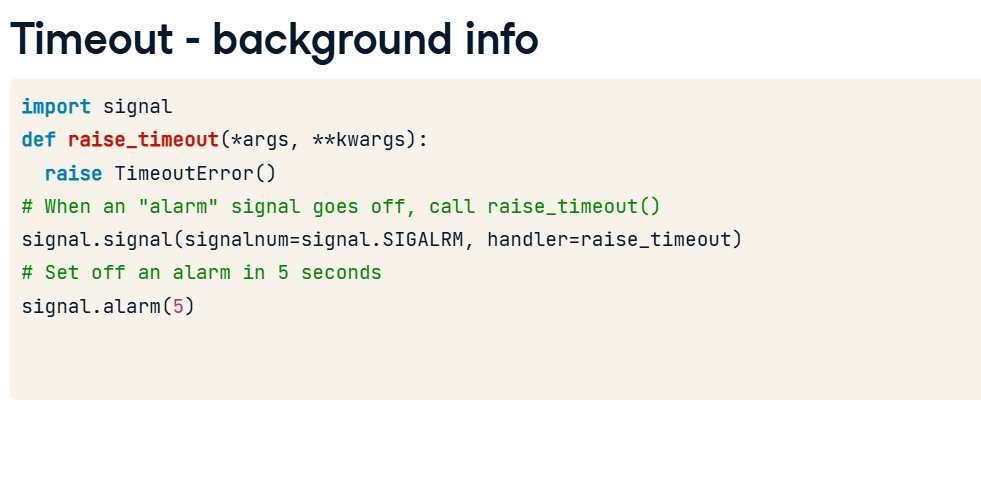 Timeout - background info
import signal
def raise_timeout(*args, **kwargs):
  raise TimeoutError()
# When an "alarm" signal goes off, call raise_timeout()
signal.signal(signalnum=signal.SIGALRM, handler=raise_timeout)
# Set off an alarm in 5 seconds
signal.alarm(5)